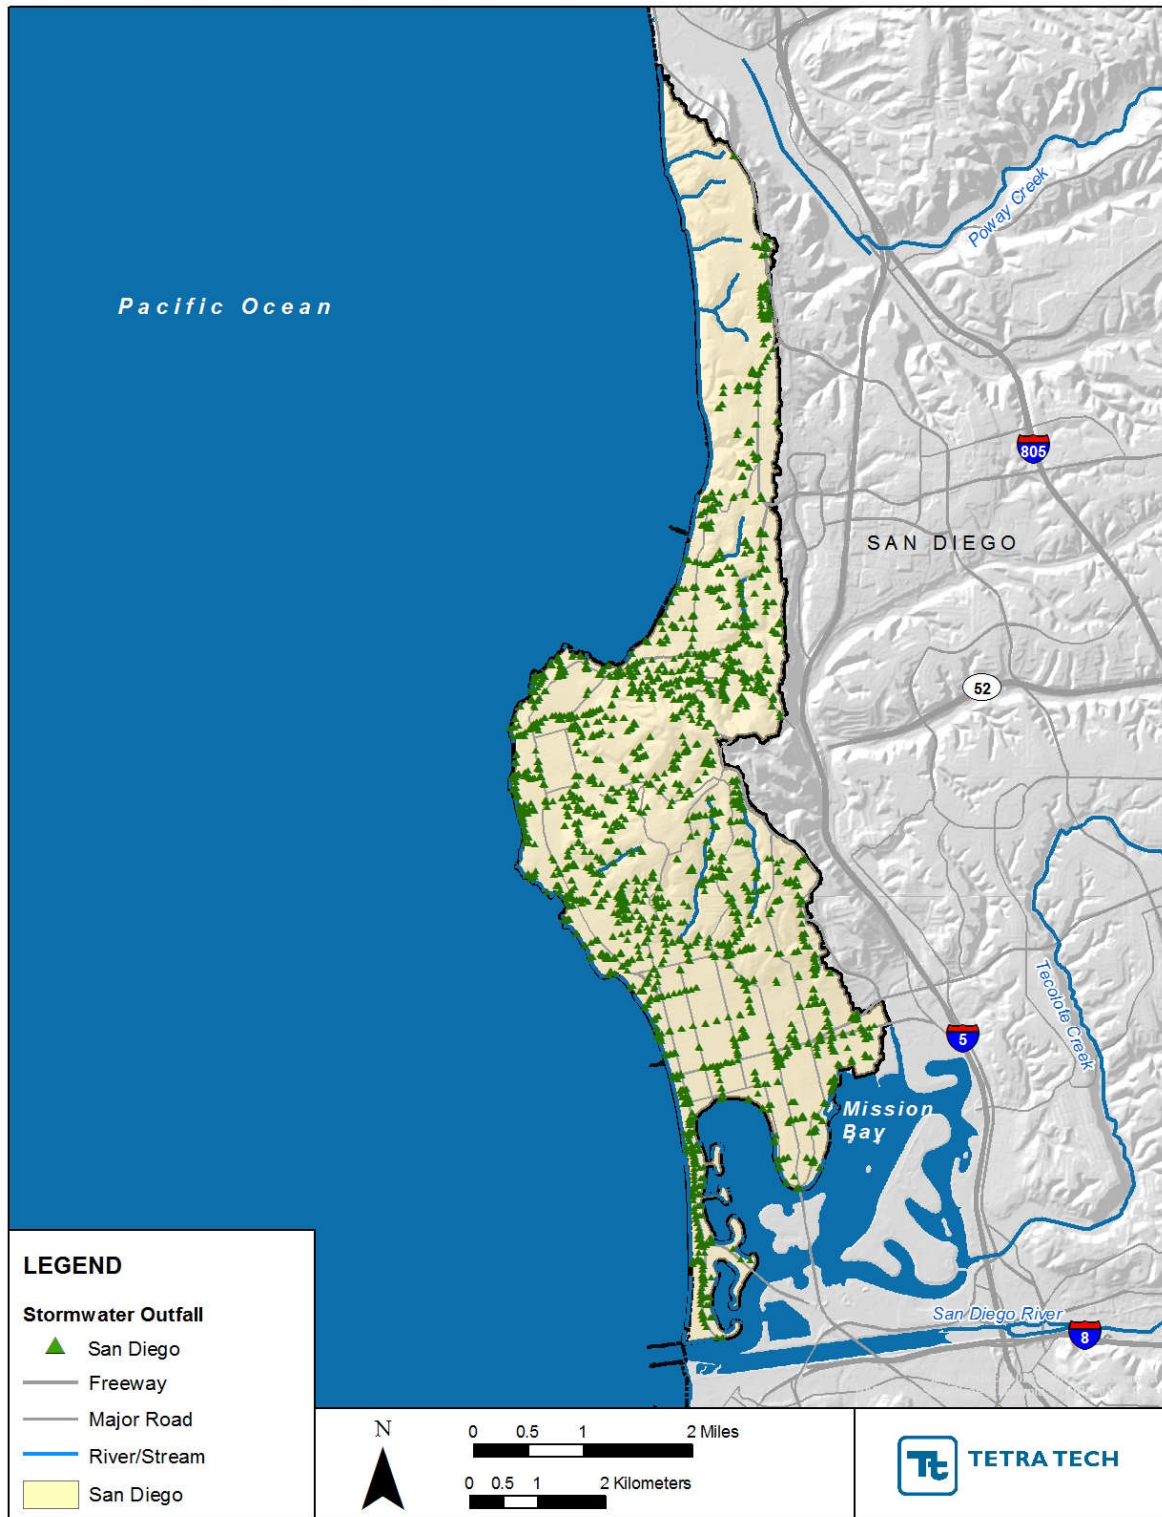 Pacific Ocean
Poway Creek
805
SAN DIEGO
52
Tecolote Creek
5
Mission
Bay
San Diego River
8
LEGEND
Stormwater Outfall
San Diego
Freeway
Major Road
River/Stream
San Diego
N
0 0.5 1 2 Miles
0 0.5 1 2 Kilometers
Tt
TETRA TECH